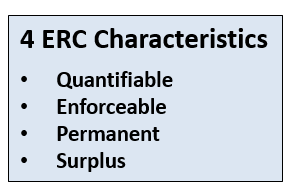 4 ERC Characteristics
• Quantifiable
• Enforceable
• Permanent
• Surplus